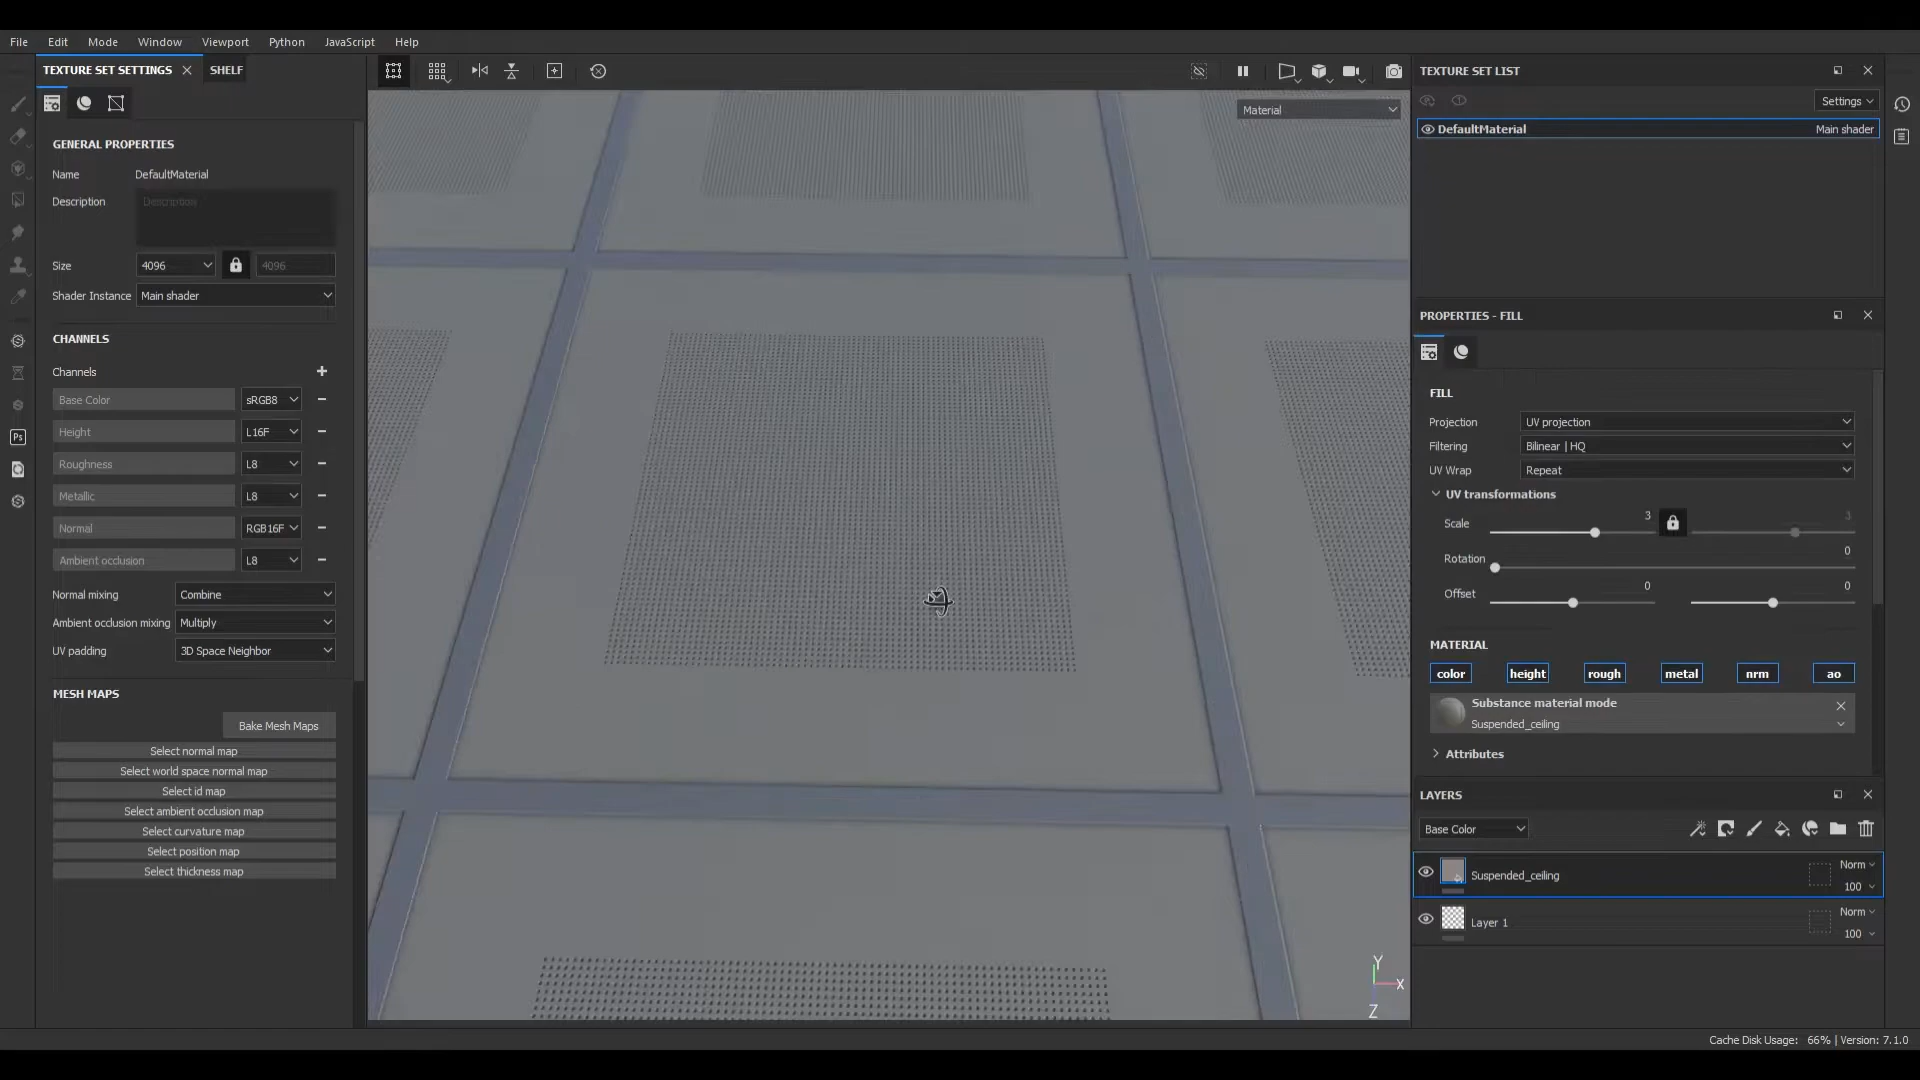 File Edit Mode Window Viewport Python JavaScript Help
TEXTURE SET SETTINGS
SHELF
GENERAL PROPERTIES
Name DefaultMaterial
Description Description
Size 4096 4096
Shader Instance Main shader
CHANNELS
Channels
Base Color sRGB8
Height L16F
Roughness L8
Metallic L8
Normal RGB16F
Ambient occlusion L8
Normal mixing Combine
Ambient occlusion mixing Multiply
UV padding 3D Space Neighbor
MESH MAPS
Bake Mesh Maps
Select normal map
Select world space normal map
Select id map
Select ambient occlusion map
Select curvature map
Select position map
Select thickness map
Ps
Material
Y
X
Z
TEXTURE SET LIST
Settings
DefaultMaterial Main shader
PROPERTIES - FILL
FILL
Projection UV projection
Filtering Bilinear | HQ
UV Wrap Repeat
UV transformations
Scale 3 3
Rotation 0
Offset 0 0
MATERIAL
color height rough metal nrm ao
Substance material mode
Suspended_ceiling
Attributes
LAYERS
Base Color
Suspended_ceiling Norm
100
Layer 1 Norm
100
Cache Disk Usage: 66% | Version: 7.1.0